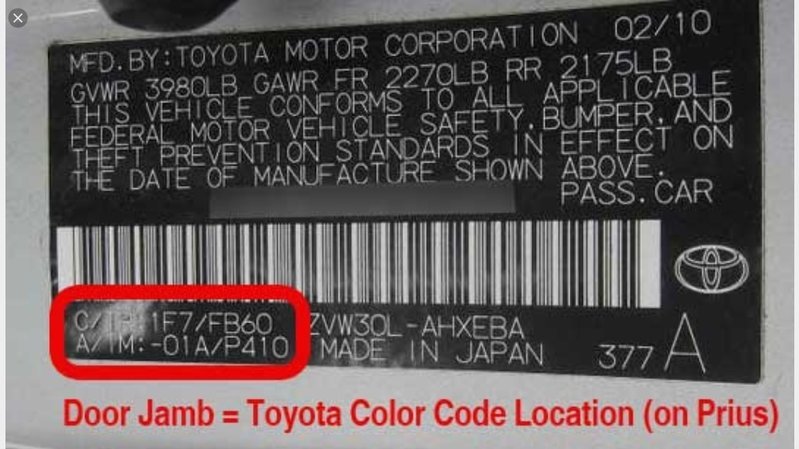 MFD.BY:TOYOTA MOTOR CORPORATION 02/10
GVWR 3980LB GAWR FR 2270LB RR 2175LB
THIS VEHICLE CONFORMS TO ALL APPLICABLE
FEDERAL MOTOR VEHICLE SAFETY,BUMPER,AND
THEFT PREVENTION STANDARDS IN EFFECT ON
THE DATE OF MANUFACTURE SHOWN ABOVE.
PASS.CAR
C/TR:1F7/FB60 ZVW30L-AHXEBA
A/TM:-01A/P410 MADE IN JAPAN 377 A
Door Jamb = Toyota Color Code Location (on Prius)